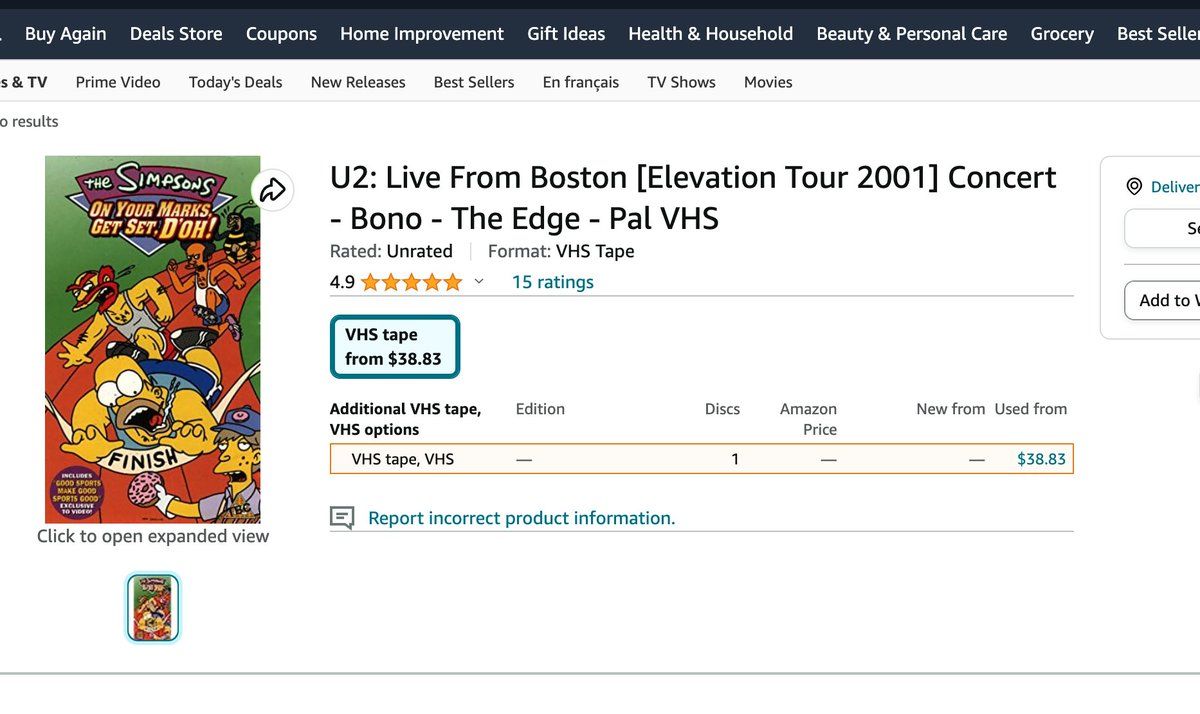 Buy Again Deals Store Coupons Home Improvement Gift Ideas Health & Household Beauty & Personal Care Grocery Best Seller
s & TV Prime Video Today's Deals New Releases Best Sellers En français TV Shows Movies
o results
THE SIMPSONS
ON YOUR MARKS,
GET SET, D'OH!
FINISH
INCLUDES
GOOD SPORTS
MAKE GOOD
SPORTS GOOD
EXCLUSIVE
TO VIDEO!
Click to open expanded view
U2: Live From Boston [Elevation Tour 2001] Concert
- Bono - The Edge - Pal VHS
Rated: Unrated Format: VHS Tape
4.9 15 ratings
VHS tape
from $38.83
Additional VHS tape,
VHS options
Edition Discs Amazon
Price
New from Used from
VHS tape, VHS — 1 — — $38.83
Report incorrect product information.
Deliver
Se
Add to W